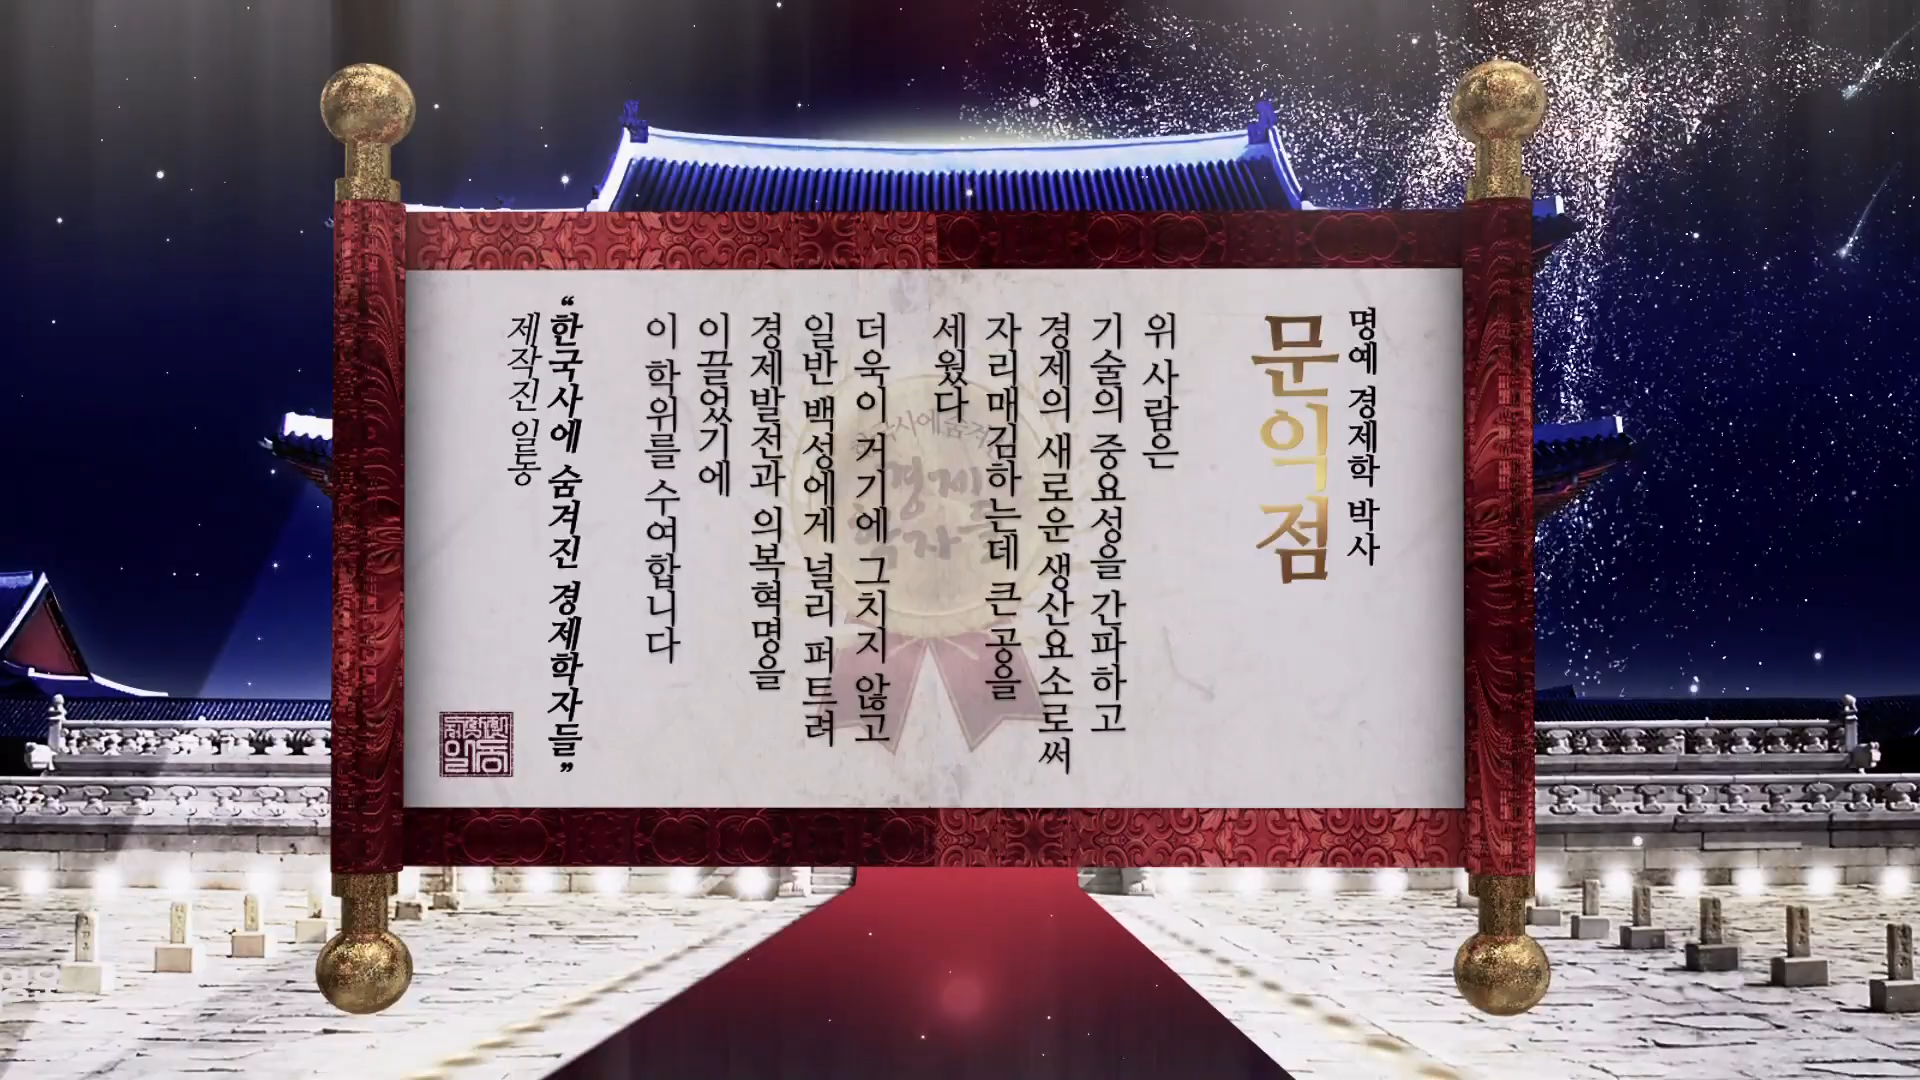 명예 경제학 박사
문익점
위 사람은
기술의 중요성을 간파하고
경제의 새로운 생산요소로써
자리매김하는데 큰 공을
세웠다
더욱이 거기에 그치지 않고
일반 백성에게 널리 퍼트려
경제발전과 의복혁명을
이끌었기에
이 학위를 수여합니다
“한국사에 숨겨진 경제학자들”
제작진 일동